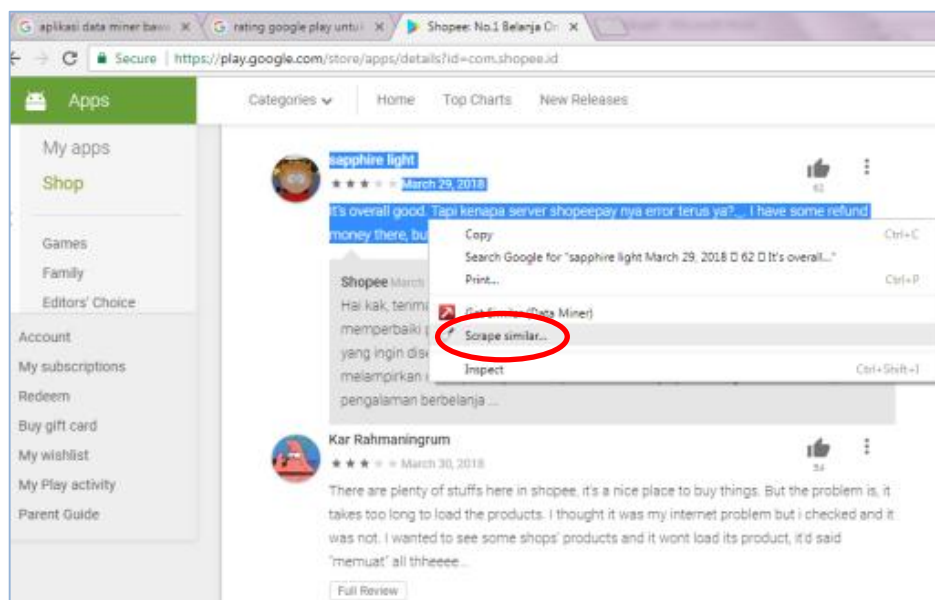 aplikasi data miner baw
rating google play untu
Shopee: No.1 Belanja On
Secure | https://play.google.com/store/apps/details?id=com.shopee.id
Apps
Categories
Home
Top Charts
New Releases
My apps
Shop
Games
Family
Editors' Choice
Account
My subscriptions
Redeem
Buy gift card
My wishlist
My Play activity
Parent Guide
sapphire light
March 29, 2018
62
It's overall good. Tapi kenapa server shopeepay nya error terus ya?,_, I have some refund
money there, bu
Copy Ctrl+C
Search Google for "sapphire light March 29, 2018 62 It's overall..."
Print... Ctrl+P
Get Similar (Data Miner)
Scrape similar...
Inspect Ctrl+Shift+I
Shopee March
Hai kak, terima
memperbaiki p
yang ingin dise
melampirkan
pengalaman berbelanja ...
Kar Rahmaningrum
March 30, 2018
54
There are plenty of stuffs here in shopee, it's a nice place to buy things. But the problem is, it
takes too long to load the products. I thought it was my internet problem but i checked and it
was not. I wanted to see some shops' products and it wont load its product, it'd said
"memuat" all thheeee...
Full Review